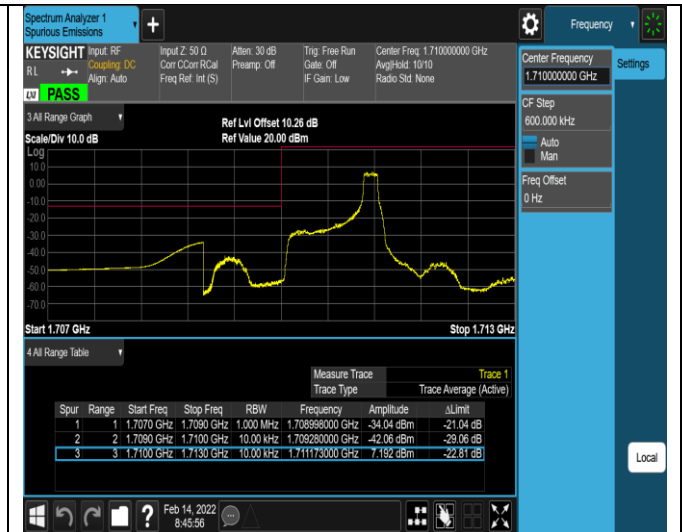 Spectrum Analyzer 1
Spurious Emissions
+
Frequency
KEYSIGHT
Input: RF
Input Z: 50 Ω
Atten: 30 dB
Trig: Free Run
Center Freq: 1.710000000 GHz
RL
Coupling: DC
Corr CCorr RCal
Preamp: Off
Gate: Off
Avg|Hold: 10/10
Align: Auto
Freq Ref: Int (S)
IF Gain: Low
Radio Std: None
LXI
PASS
Center Frequency
1.710000000 GHz
Settings
CF Step
600.000 kHz
Auto
Man
Freq Offset
0 Hz
3 All Range Graph
Ref Lvl Offset 10.26 dB
Scale/Div 10.0 dB
Ref Value 20.00 dBm
Log
10.0
0.00
-10.0
-20.0
-30.0
-40.0
-50.0
-60.0
-70.0
Start 1.707 GHz
Stop 1.713 GHz
4 All Range Table
Measure Trace Trace 1
Trace Type Trace Average (Active)
Spur Range Start Freq Stop Freq RBW Frequency Amplitude ΔLimit
1 1 1.7070 GHz 1.7090 GHz 1.000 MHz 1.708998000 GHz -34.04 dBm -21.04 dB
2 2 1.7090 GHz 1.7100 GHz 10.00 kHz 1.709280000 GHz -42.06 dBm -29.06 dB
3 3 1.7100 GHz 1.7130 GHz 10.00 kHz 1.711173000 GHz 7.192 dBm -22.81 dB
Local
?
Feb 14, 2022
8:45:56